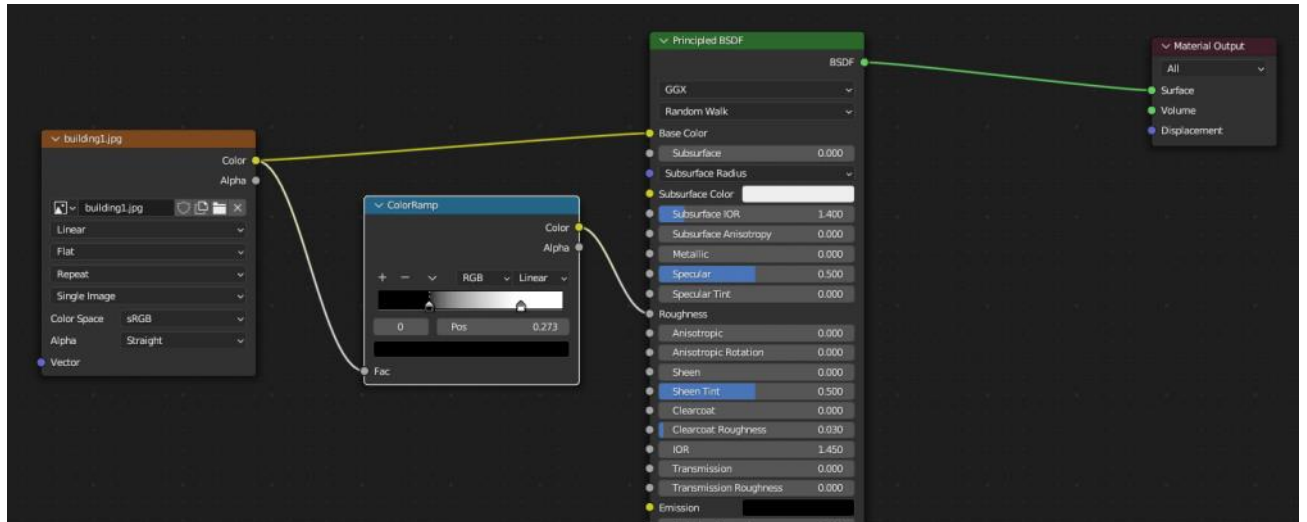 building1.jpg
Color
Alpha
building1.jpg
Linear
Flat
Repeat
Single Image
Color Space sRGB
Alpha Straight
Vector
ColorRamp
Color
Alpha
RGB Linear
0 Pos 0.273
Fac
Principled BSDF
BSDF
GGX
Random Walk
Base Color
Subsurface 0.000
Subsurface Radius
Subsurface Color
Subsurface IOR 1.400
Subsurface Anisotropy 0.000
Metallic 0.000
Specular 0.500
Specular Tint 0.000
Roughness
Anisotropic 0.000
Anisotropic Rotation 0.000
Sheen 0.000
Sheen Tint 0.500
Clearcoat 0.000
Clearcoat Roughness 0.030
IOR 1.450
Transmission 0.000
Transmission Roughness 0.000
Emission
Material Output
All
Surface
Volume
Displacement